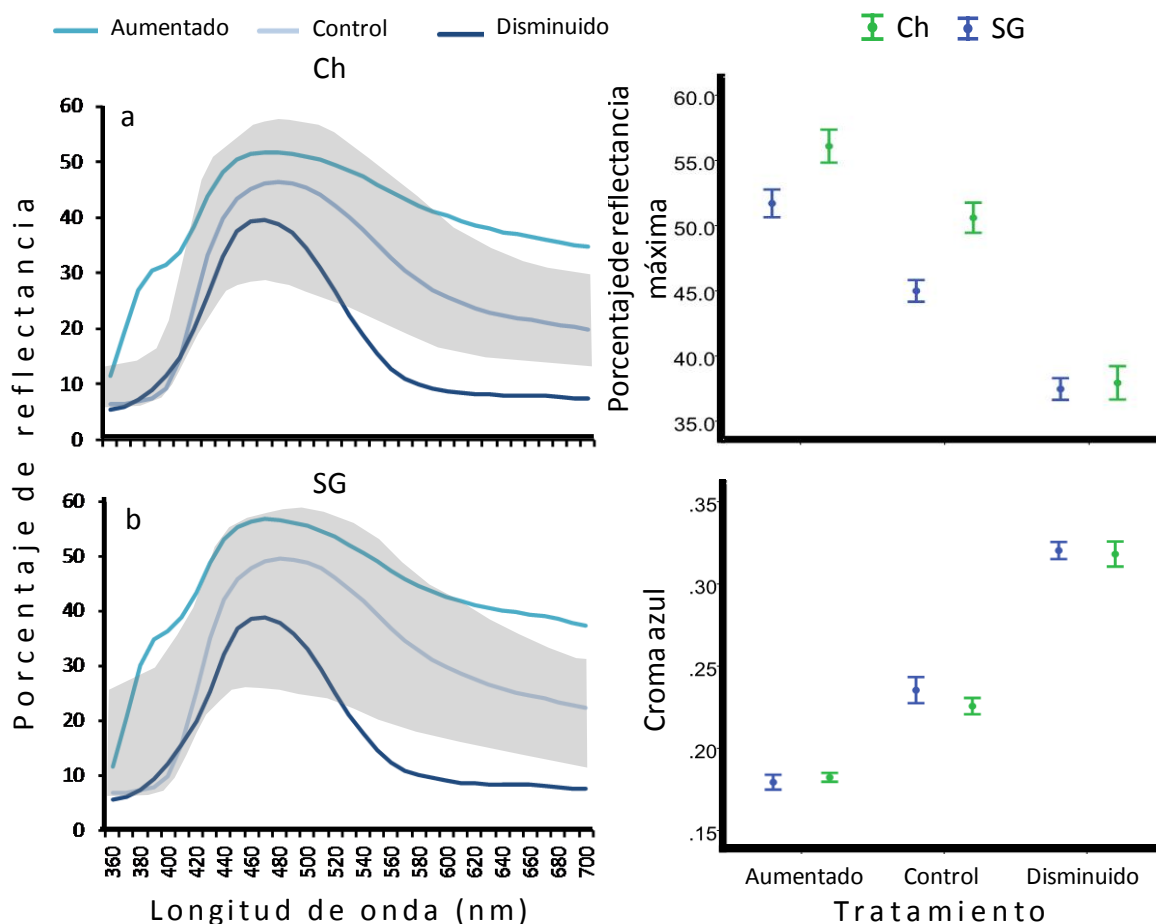 Aumentado Control Disminuido
Ch
a
60
50
40
30
20
10
0
SG
b
60
50
40
30
20
10
0
Porcentaje de reflectancia
360 380 400 420 440 460 480 500 520 540 560 580 600 620 640 660 680 700
Longitud de onda (nm)
Ch SG
Porcentajede reflectancia
máxima
60.0
55.0
50.0
45.0
40.0
35.0
Croma azul
.35
.30
.25
.20
.15
Aumentado Control Disminuido
Tratamiento